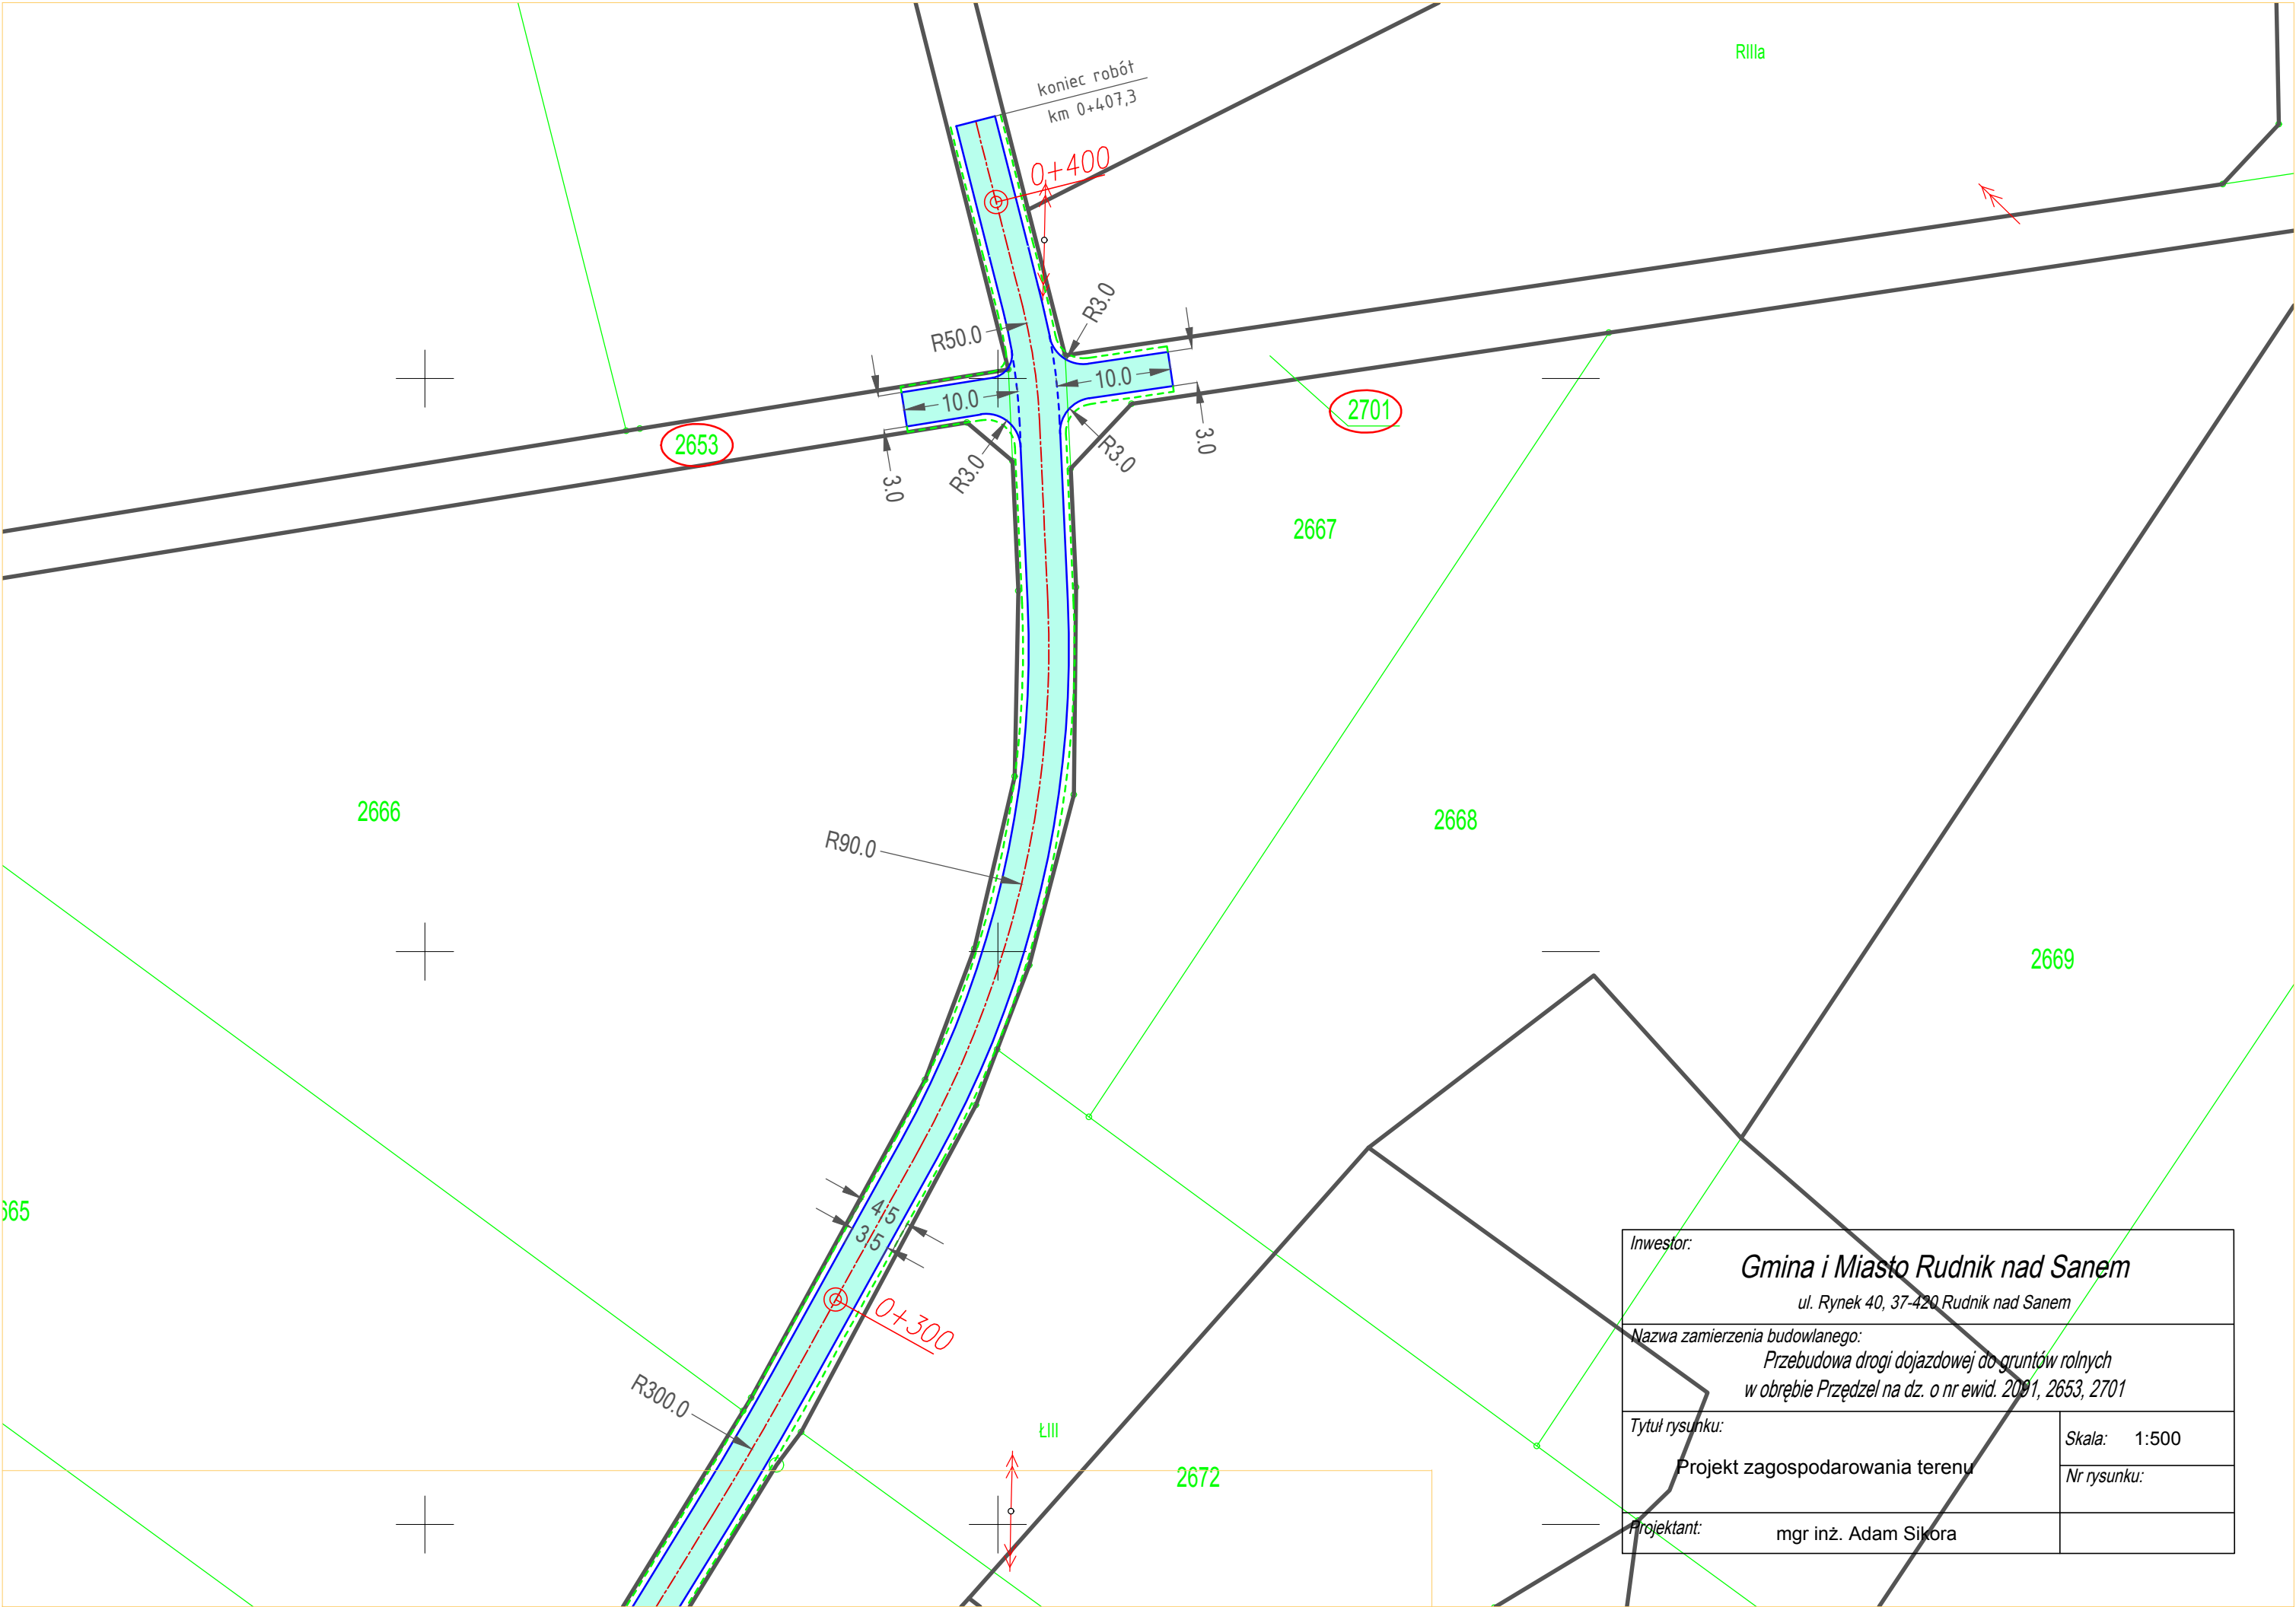 RIIIa
koniec robót
km 0+407,3
0+400
R3.0
R50.0
10.0
10.0
2701
2653
3.0
R3.0
R3.0
3.0
2667
2666
2668
R90.0
2669
665
4.5
3.5
0+300
R300.0
ŁIII
2672
Inwestor:
Gmina i Miasto Rudnik nad Sanem
ul. Rynek 40, 37-420 Rudnik nad Sanem
Nazwa zamierzenia budowlanego:
Przebudowa drogi dojazdowej do gruntów rolnych
w obrębie Przędzel na dz. o nr ewid. 2091, 2653, 2701
Tytuł rysunku:
Projekt zagospodarowania terenu
Skala: 1:500
Nr rysunku:
Projektant: mgr inż. Adam Sikora